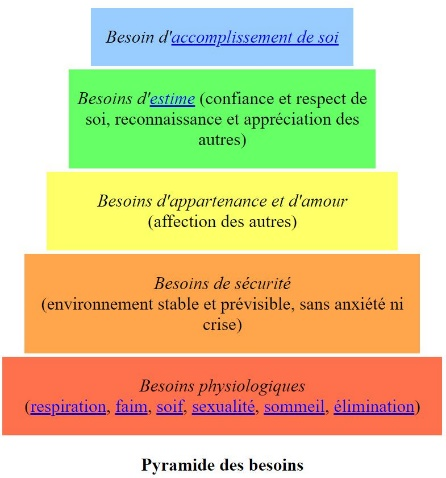 Besoin d'accomplissement de soi
Besoins d'estime (confiance et respect de
soi, reconnaissance et appréciation des
autres)
Besoins d'appartenance et d'amour
(affection des autres)
Besoins de sécurité
(environnement stable et prévisible, sans anxiété ni
crise)
Besoins physiologiques
(respiration, faim, soif, sexualité, sommeil, élimination)
Pyramide des besoins